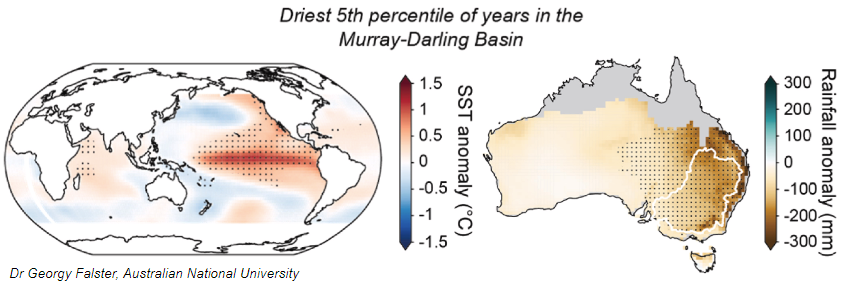 Driest 5th percentile of years in the
Murray-Darling Basin
1.5
1
0.5
0
-0.5
-1
-1.5
SST anomaly (°C)
300
200
100
0
-100
-200
-300
Rainfall anomaly (mm)
Dr Georgy Falster, Australian National University